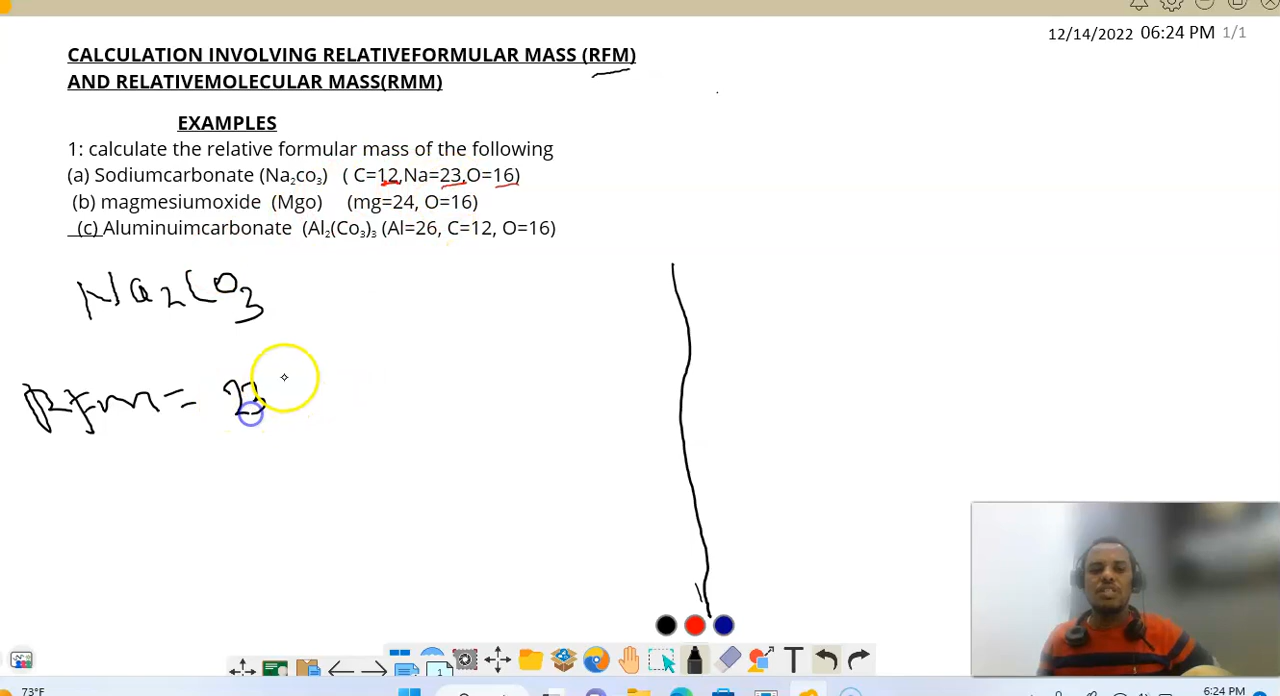 12/14/2022 06:24 PM 1/1
CALCULATION INVOLVING RELATIVEFORMULAR MASS (RFM)
AND RELATIVEMOLECULAR MASS(RMM)
EXAMPLES
1: calculate the relative formular mass of the following
(a) Sodiumcarbonate (Na₂co₃) ( C=12,Na=23,O=16)
(b) magmesiumoxide (Mgo) (mg=24, O=16)
(c) Aluminuimcarbonate (Al₂(Co₃)₃ (Al=26, C=12, O=16)
Na₂CO₃
Rfm = 23
1
73°F
6:24 PM